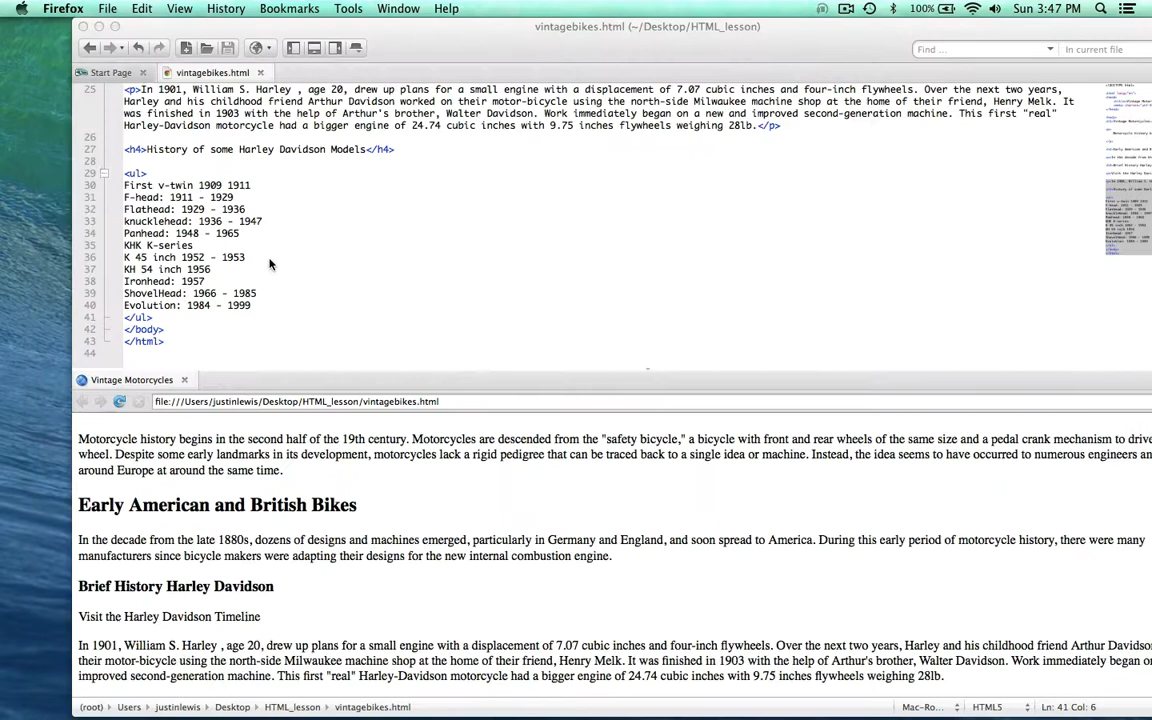 Firefox File Edit View History Bookmarks Tools Window Help 100% Sun 3:47 PM
vintagebikes.html (~/Desktop/HTML_lesson)
Find ... In current file
Start Page vintagebikes.html
25 <p>In 1901, William S. Harley , age 20, drew up plans for a small engine with a displacement of 7.07 cubic inches and four-inch flywheels. Over the next two years,
Harley and his childhood friend Arthur Davidson worked on their motor-bicycle using the north-side Milwaukee machine shop at the home of their friend, Henry Melk. It
was finished in 1903 with the help of Arthur's brother, Walter Davidson. Work immediately began on a new and improved second-generation machine. This first "real"
Harley-Davidson motorcycle had a bigger engine of 24.74 cubic inches with 9.75 inches flywheels weighing 28lb.</p>
26
27 <h4>History of some Harley Davidson Models</h4>
28
29 <ul>
30 First v-twin 1909 1911
31 F-head: 1911 - 1929
32 Flathead: 1929 - 1936
33 knucklehead: 1936 - 1947
34 Panhead: 1948 - 1965
35 KHK K-series
36 K 45 inch 1952 - 1953
37 KH 54 inch 1956
38 Ironhead: 1957
39 ShovelHead: 1966 - 1985
40 Evolution: 1984 - 1999
41 </ul>
42 </body>
43 </html>
44
Vintage Motorcycles
file:///Users/justinlewis/Desktop/HTML_lesson/vintagebikes.html
Motorcycle history begins in the second half of the 19th century. Motorcycles are descended from the "safety bicycle," a bicycle with front and rear wheels of the same size and a pedal crank mechanism to drive
wheel. Despite some early landmarks in its development, motorcycles lack a rigid pedigree that can be traced back to a single idea or machine. Instead, the idea seems to have occurred to numerous engineers an
around Europe at around the same time.
Early American and British Bikes
In the decade from the late 1880s, dozens of designs and machines emerged, particularly in Germany and England, and soon spread to America. During this early period of motorcycle history, there were many
manufacturers since bicycle makers were adapting their designs for the new internal combustion engine.
Brief History Harley Davidson
Visit the Harley Davidson Timeline
In 1901, William S. Harley , age 20, drew up plans for a small engine with a displacement of 7.07 cubic inches and four-inch flywheels. Over the next two years, Harley and his childhood friend Arthur Davidson
their motor-bicycle using the north-side Milwaukee machine shop at the home of their friend, Henry Melk. It was finished in 1903 with the help of Arthur's brother, Walter Davidson. Work immediately began o
improved second-generation machine. This first "real" Harley-Davidson motorcycle had a bigger engine of 24.74 cubic inches with 9.75 inches flywheels weighing 28lb.
(root) Users justinlewis Desktop HTML_lesson vintagebikes.html Mac-Ro... HTML5 Ln: 41 Col: 6